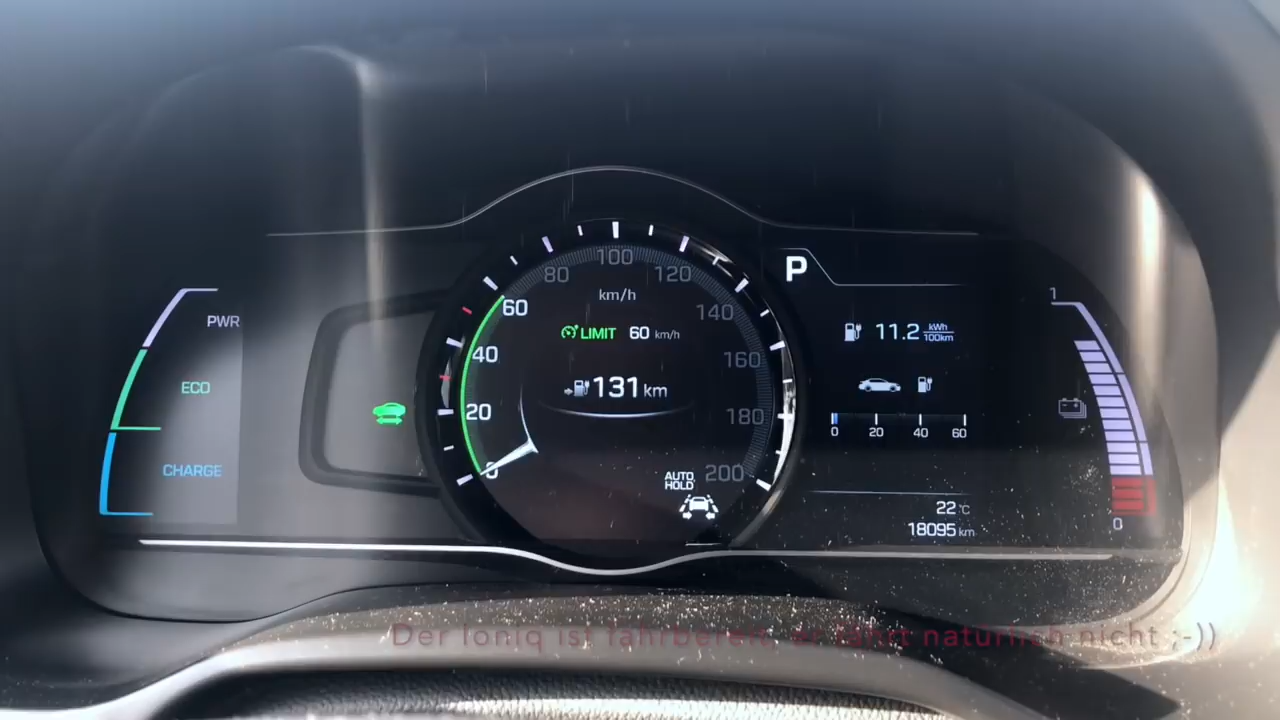 PWR
ECO
CHARGE
0
20
40
60
80
100
120
140
160
180
200
km/h
LIMIT 60 km/h
131 km
AUTO
HOLD
P
11.2 kWh
100km
0 20 40 60
22 °C
18095 km
1
0
Der Ioniq ist fahrbereit, er fährt natürlich nicht ;-))